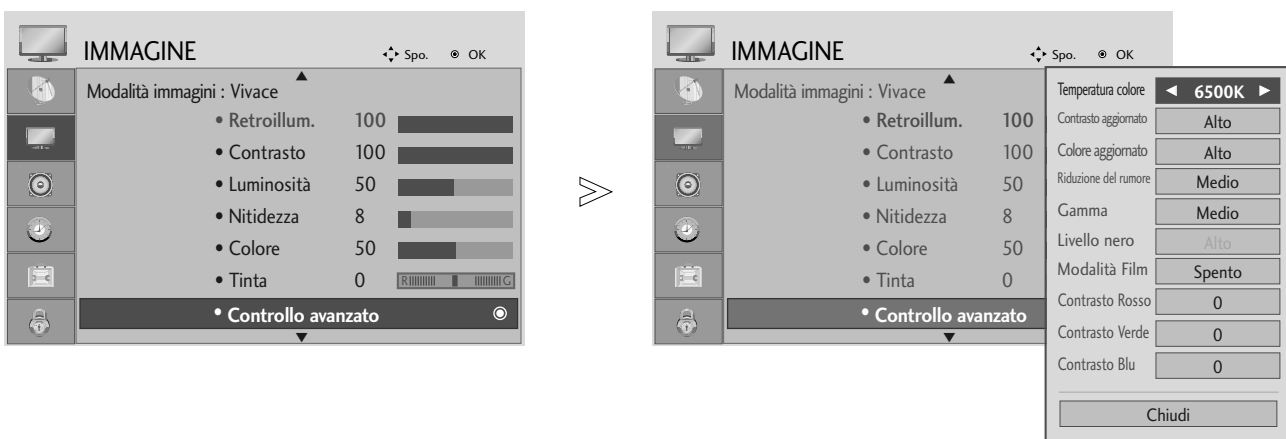 IMMAGINE
Spo. OK
Modalità immagini : Vivace
• Retroillum. 100
• Contrasto 100
• Luminosità 50
• Nitidezza 8
• Colore 50
• Tinta 0 R G
• Controllo avanzato
IMMAGINE
Spo. OK
Modalità immagini : Vivace
• Retroillum. 100
• Contrasto 100
• Luminosità 50
• Nitidezza 8
• Colore 50
• Tinta 0
• Controllo avanzato
Temperatura colore ◄ 6500K ►
Contrasto aggiornato Alto
Colore aggiornato Alto
Riduzione del rumore Medio
Gamma Medio
Livello nero Alto
Modalità Film Spento
Contrasto Rosso 0
Contrasto Verde 0
Contrasto Blu 0
Chiudi